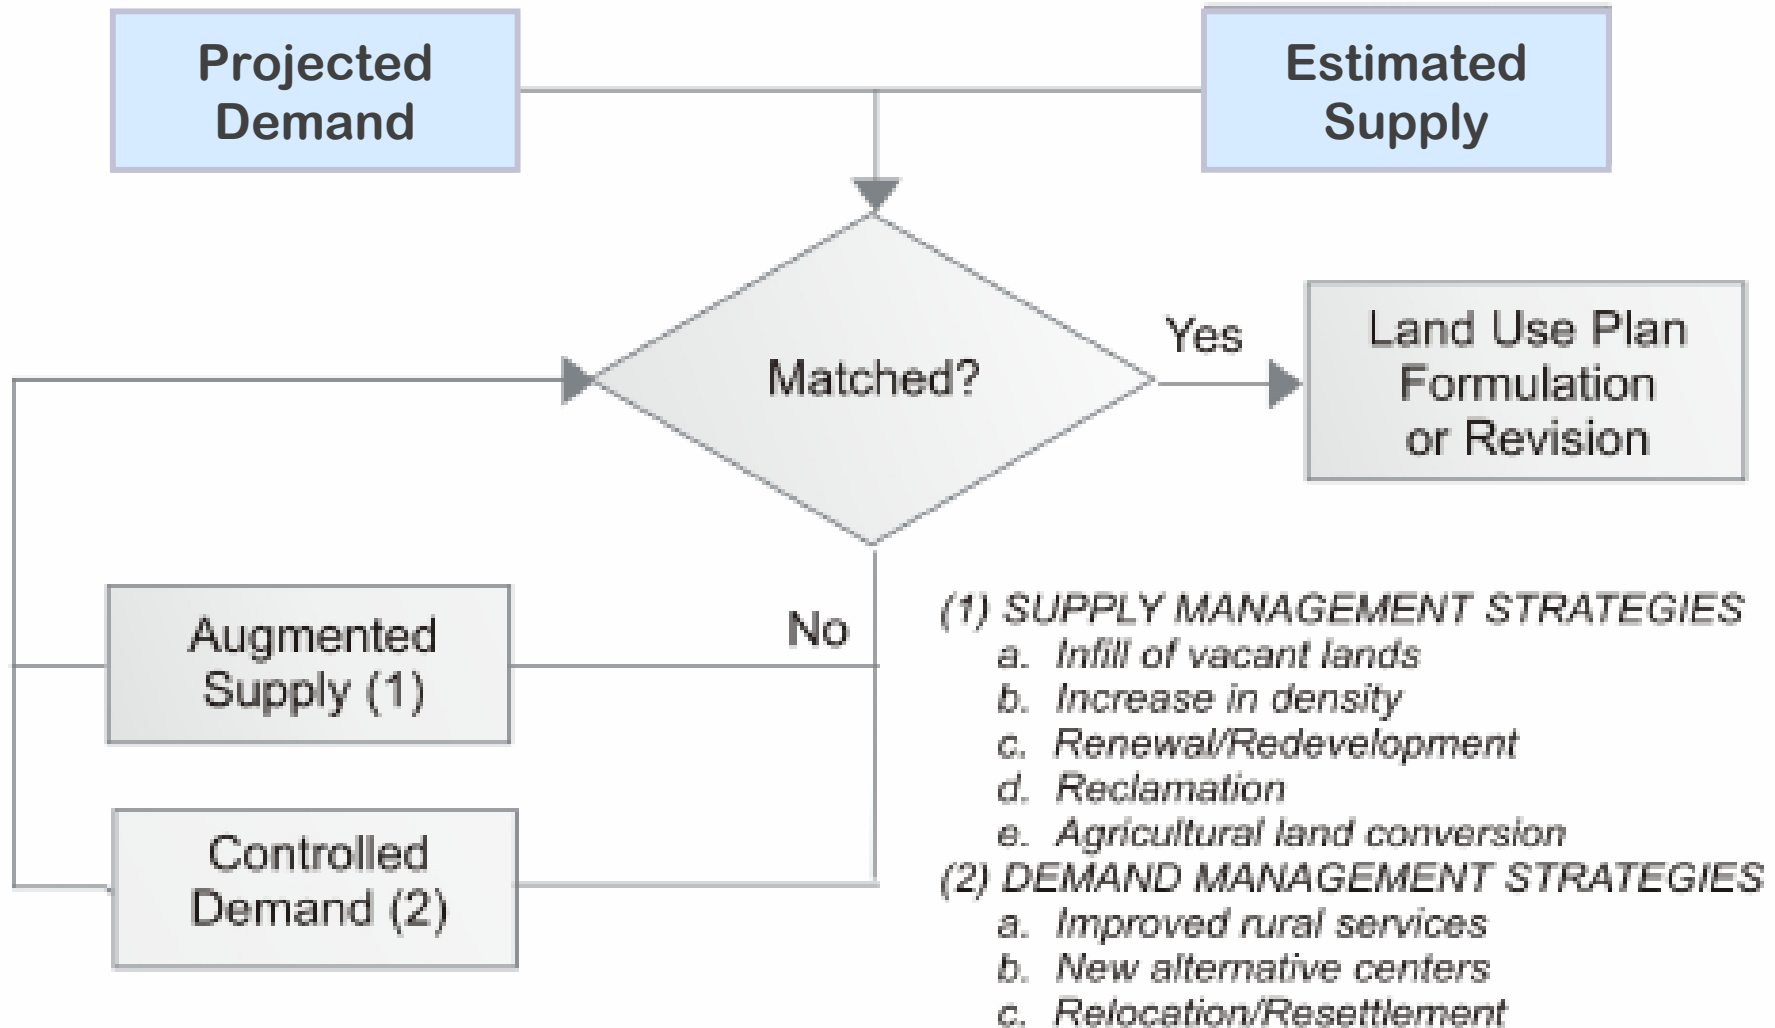 Projected
Demand
Estimated
Supply
Matched?
Yes
Land Use Plan
Formulation
or Revision
No
Augmented
Supply (1)
Controlled
Demand (2)
(1) SUPPLY MANAGEMENT STRATEGIES
a. Infill of vacant lands
b. Increase in density
c. Renewal/Redevelopment
d. Reclamation
e. Agricultural land conversion
(2) DEMAND MANAGEMENT STRATEGIES
a. Improved rural services
b. New alternative centers
c. Relocation/Resettlement